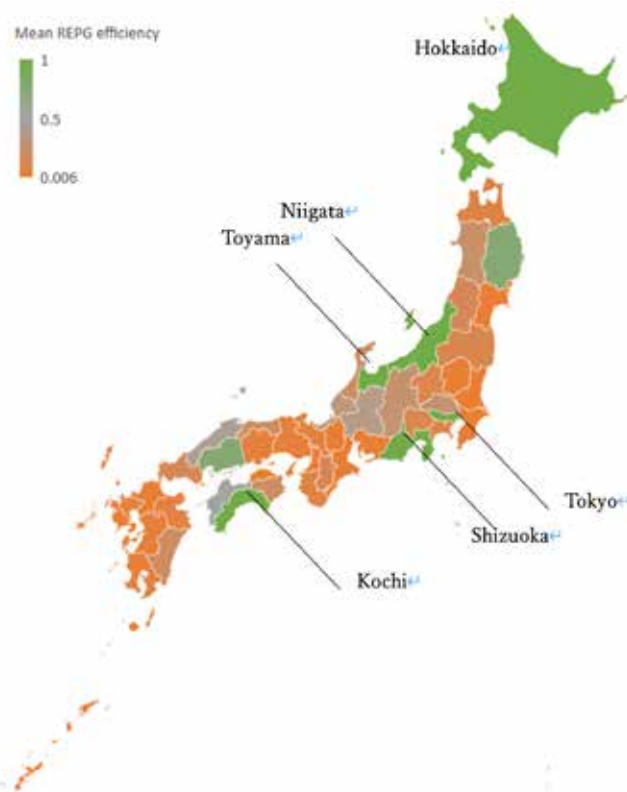 Mean REPG efficiency
1
0.5
0.006
Hokkaido↵
Niigata↵
Toyama↵
Tokyo↵
Shizuoka↵
Kochi↵